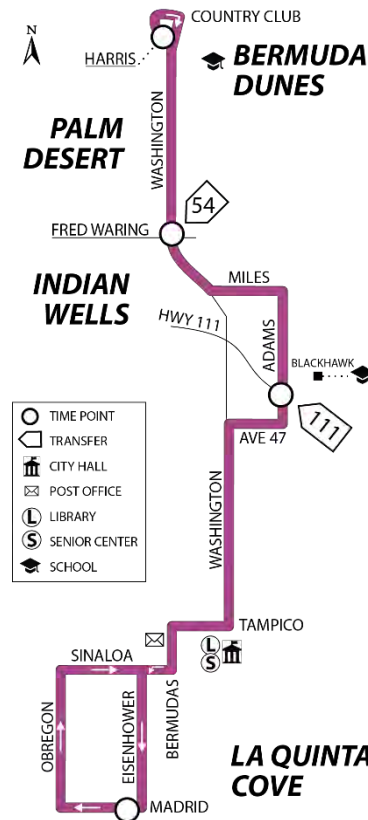 N
COUNTRY CLUB
HARRIS
BERMUDA
DUNES
WASHINGTON
PALM
DESERT
54
FRED WARING
INDIAN
WELLS
MILES
HWY 111
ADAMS
BLACKHAWK
111
AVE 47
TIME POINT
TRANSFER
CITY HALL
POST OFFICE
L LIBRARY
S SENIOR CENTER
SCHOOL
WASHINGTON
TAMPICO
L
S
SINALOA
OBREGON
EISENHOWER
BERMUDAS
MADRID
LA QUINTA
COVE